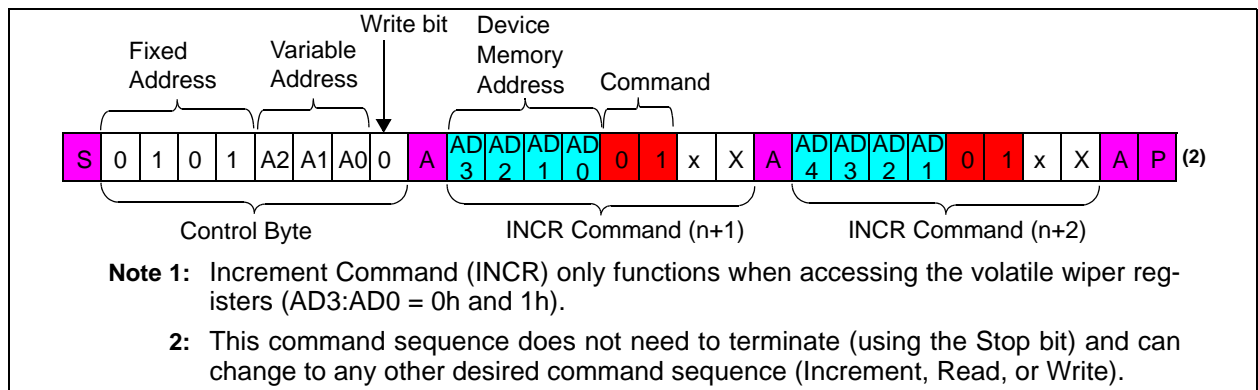 Write bit Device
Fixed Variable Memory
Address Address Address Command
S 0 1 0 1 A2 A1 A0 0 A AD3 AD2 AD1 AD0 0 1 x X A AD4 AD3 AD2 AD1 0 1 x X A P (2)
Control Byte INCR Command (n+1) INCR Command (n+2)
Note 1: Increment Command (INCR) only functions when accessing the volatile wiper reg-
isters (AD3:AD0 = 0h and 1h).
2: This command sequence does not need to terminate (using the Stop bit) and can
change to any other desired command sequence (Increment, Read, or Write).